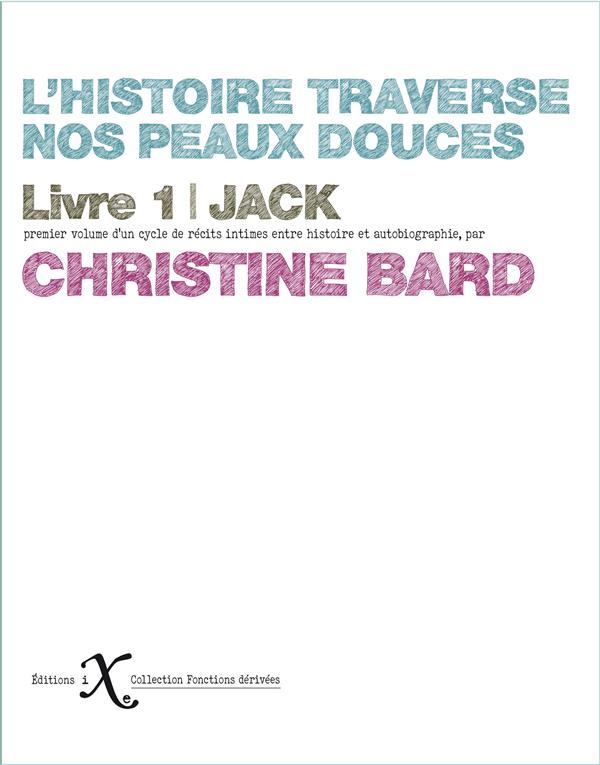 L'HISTOIRE TRAVERSE
NOS PEAUX DOUCES
Livre 1 | JACK
premier volume d'un cycle de récits intimes entre histoire et autobiographie, par
CHRISTINE BARD
Éditions iXe Collection Fonctions dérivées